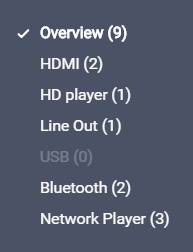 Overview (9)
HDMI (2)
HD player (1)
Line Out (1)
USB (0)
Bluetooth (2)
Network Player (3)